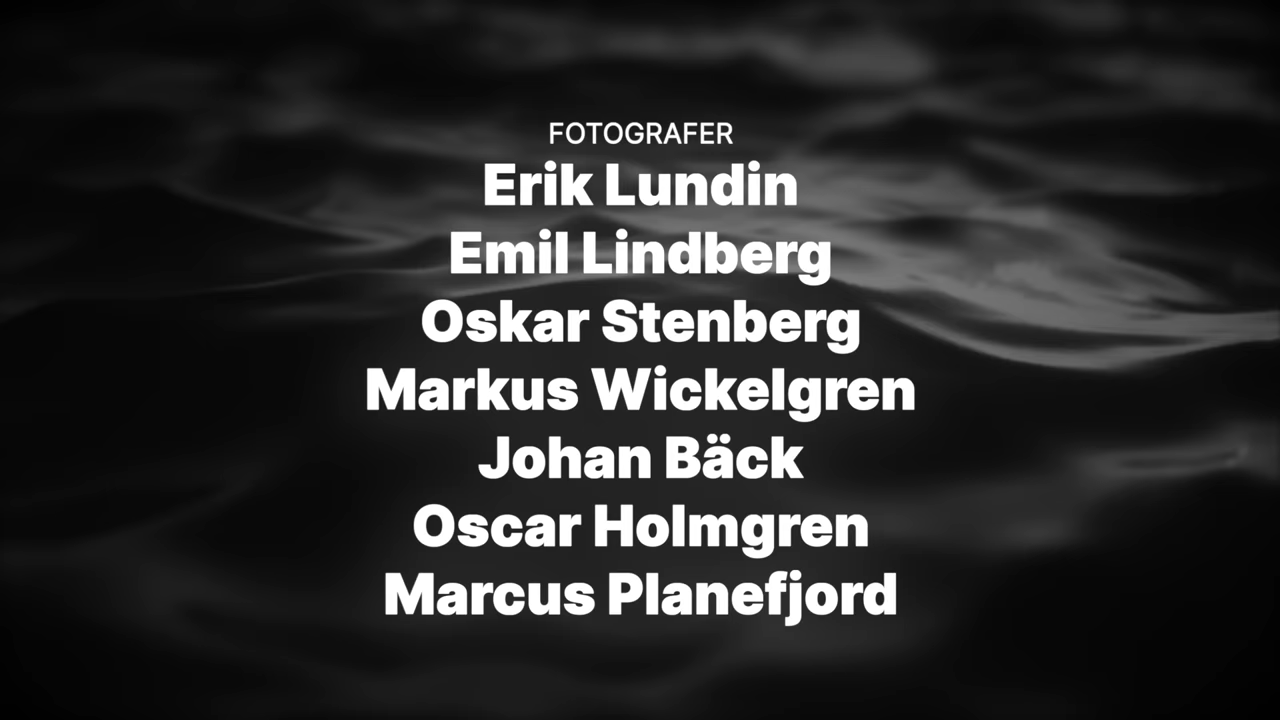 FOTOGRAFER
Erik Lundin
Emil Lindberg
Oskar Stenberg
Markus Wickelgren
Johan Bäck
Oscar Holmgren
Marcus Planefjord